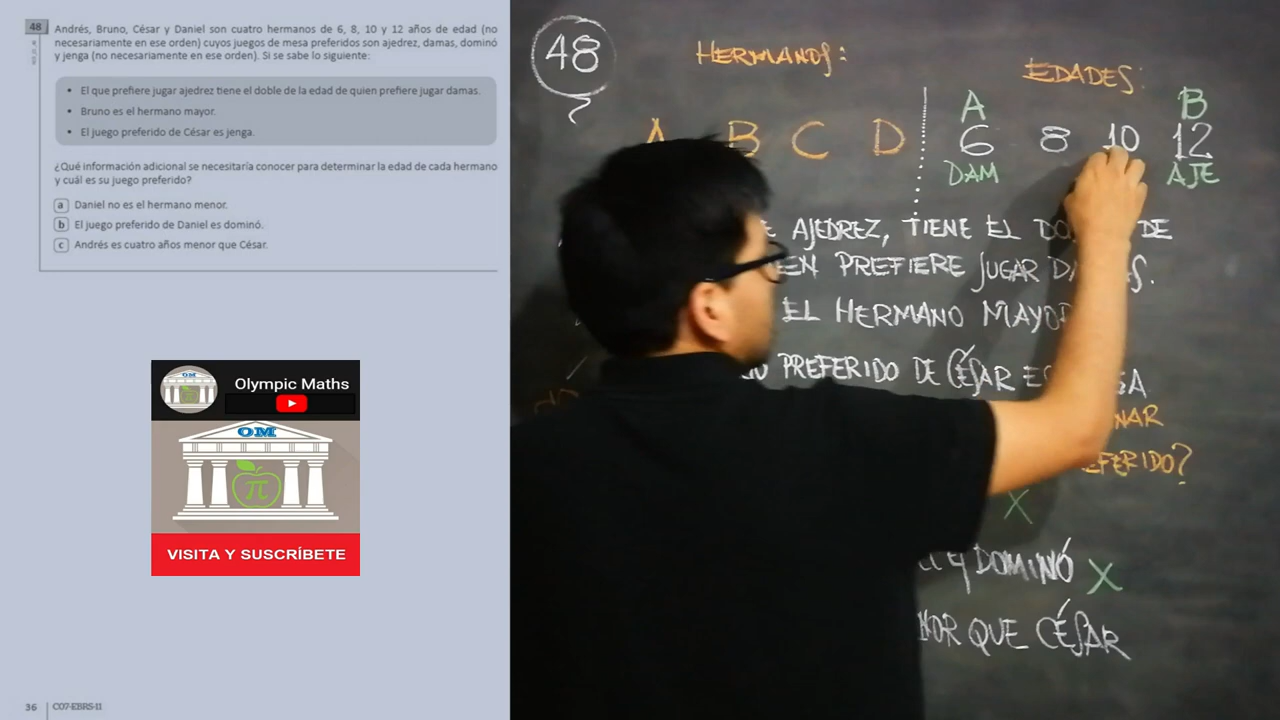 48 Andrés, Bruno, César y Daniel son cuatro hermanos de 6, 8, 10 y 12 años de edad (no
necesariamente en ese orden) cuyos juegos de mesa preferidos son ajedrez, damas, dominó
y jenga (no necesariamente en ese orden). Si se sabe lo siguiente:
• El que prefiere jugar ajedrez tiene el doble de la edad de quien prefiere jugar damas.
• Bruno es el hermano mayor.
• El juego preferido de César es jenga.
¿Qué información adicional se necesitaría conocer para determinar la edad de cada hermano
y cuál es su juego preferido?
a Daniel no es el hermano menor.
b El juego preferido de Daniel es dominó.
c Andrés es cuatro años menor que César.
Olympic Maths
OM
π
VISITA Y SUSCRÍBETE
36 C07-EBRS-11
48
HERMANOS:
EDADES:
A B
A B C D 6 8 10 12
DAM AJE
AJEDREZ, TIENE EL DE
PREFIERE JUGAR
EL HERMANO
PREFERIDO DE CÉSAR
X
DOMINÓ X
QUE CÉSAR